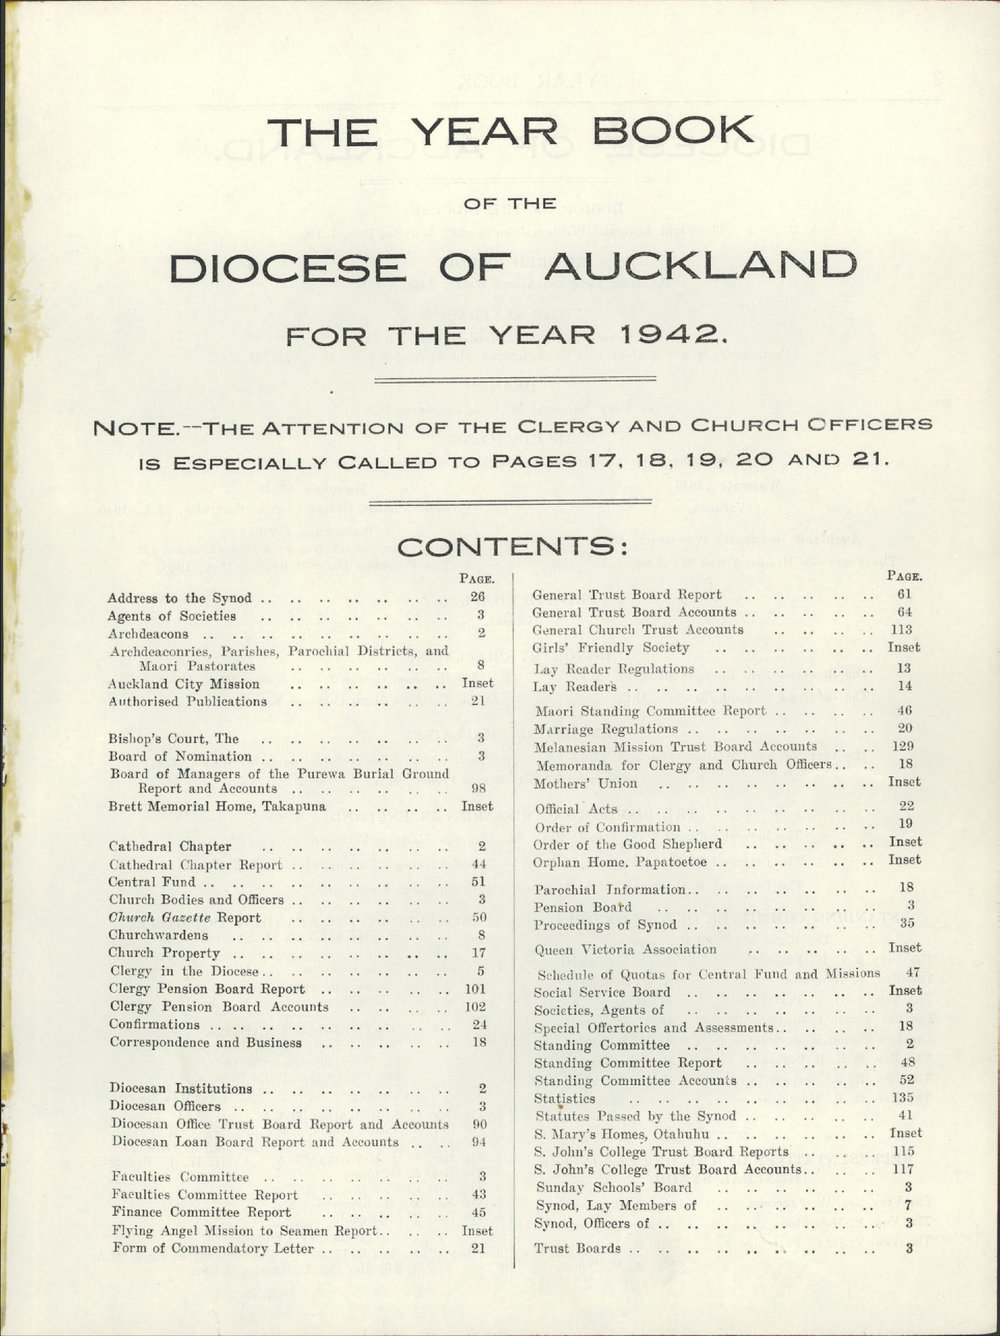 THE YEAR BOOK
OF THE
DIOCESE OF AUCKLAND
FOR THE YEAR 1942.
NOTE.--THE ATTENTION OF THE CLERGY AND CHURCH OFFICERS
IS ESPECIALLY CALLED TO PAGES 17, 18, 19, 20 AND 21.
CONTENTS:
PAGE.
Address to the Synod .. .. .. .. .. .. .. 26
Agents of Societies .. .. .. .. .. .. .. 3
Archdeacons .. .. .. .. .. .. .. .. .. 2
Archdeaconries, Parishes, Parochial Districts, and
Maori Pastorates .. .. .. .. .. .. 8
Auckland City Mission .. .. .. .. .. .. Inset
Authorised Publications .. .. .. .. .. .. 21
Bishop's Court, The .. .. .. .. .. .. .. 3
Board of Nomination .. .. .. .. .. .. .. 3
Board of Managers of the Purewa Burial Ground
Report and Accounts .. .. .. .. .. .. 98
Brett Memorial Home, Takapuna .. .. .. .. Inset
Cathedral Chapter .. .. .. .. .. .. .. 2
Cathedral Chapter Report .. .. .. .. .. .. 44
Central Fund .. .. .. .. .. .. .. .. .. 51
Church Bodies and Officers .. .. .. .. .. .. 3
Church Gazette Report .. .. .. .. .. .. 50
Churchwardens .. .. .. .. .. .. .. .. 8
Church Property .. .. .. .. .. .. .. .. 17
Clergy in the Diocese .. .. .. .. .. .. .. 5
Clergy Pension Board Report .. .. .. .. .. 101
Clergy Pension Board Accounts .. .. .. .. 102
Confirmations .. .. .. .. .. .. .. .. .. 24
Correspondence and Business .. .. .. .. .. 18
Diocesan Institutions .. .. .. .. .. .. .. 2
Diocesan Officers .. .. .. .. .. .. .. .. 3
Diocesan Office Trust Board Report and Accounts 90
Diocesan Loan Board Report and Accounts .. .. 94
Faculties Committee .. .. .. .. .. .. .. 3
Faculties Committee Report .. .. .. .. .. 43
Finance Committee Report .. .. .. .. .. 45
Flying Angel Mission to Seamen Report .. .. .. Inset
Form of Commendatory Letter .. .. .. .. .. 21
PAGE.
General Trust Board Report .. .. .. .. .. 61
General Trust Board Accounts .. .. .. .. .. 64
General Church Trust Accounts .. .. .. .. 113
Girls' Friendly Society .. .. .. .. .. .. Inset
Lay Reader Regulations .. .. .. .. .. .. 13
Lay Readers .. .. .. .. .. .. .. .. .. 14
Maori Standing Committee Report .. .. .. .. 46
Marriage Regulations .. .. .. .. .. .. .. 20
Melanesian Mission Trust Board Accounts .. .. 129
Memoranda for Clergy and Church Officers .. .. 18
Mothers' Union .. .. .. .. .. .. .. .. Inset
Official Acts .. .. .. .. .. .. .. .. .. 22
Order of Confirmation .. .. .. .. .. .. .. 19
Order of the Good Shepherd .. .. .. .. .. Inset
Orphan Home, Papatoetoe .. .. .. .. .. .. Inset
Parochial Information .. .. .. .. .. .. .. 18
Pension Board .. .. .. .. .. .. .. .. 3
Proceedings of Synod .. .. .. .. .. .. .. 35
Queen Victoria Association .. .. .. .. .. Inset
Schedule of Quotas for Central Fund and Missions 47
Social Service Board .. .. .. .. .. .. .. Inset
Societies, Agents of .. .. .. .. .. .. .. 3
Special Offertories and Assessments .. .. .. .. 18
Standing Committee .. .. .. .. .. .. .. 2
Standing Committee Report .. .. .. .. .. 48
Standing Committee Accounts .. .. .. .. .. 52
Statistics .. .. .. .. .. .. .. .. .. 135
Statutes Passed by the Synod .. .. .. .. .. 41
S. Mary's Homes, Otahuhu .. .. .. .. .. .. Inset
S. John's College Trust Board Reports .. .. .. 115
S. John's College Trust Board Accounts .. .. .. 117
Sunday Schools' Board .. .. .. .. .. .. 3
Synod, Lay Members of .. .. .. .. .. .. 7
Synod, Officers of .. .. .. .. .. .. .. .. 3
Trust Boards .. .. .. .. .. .. .. .. .. 3